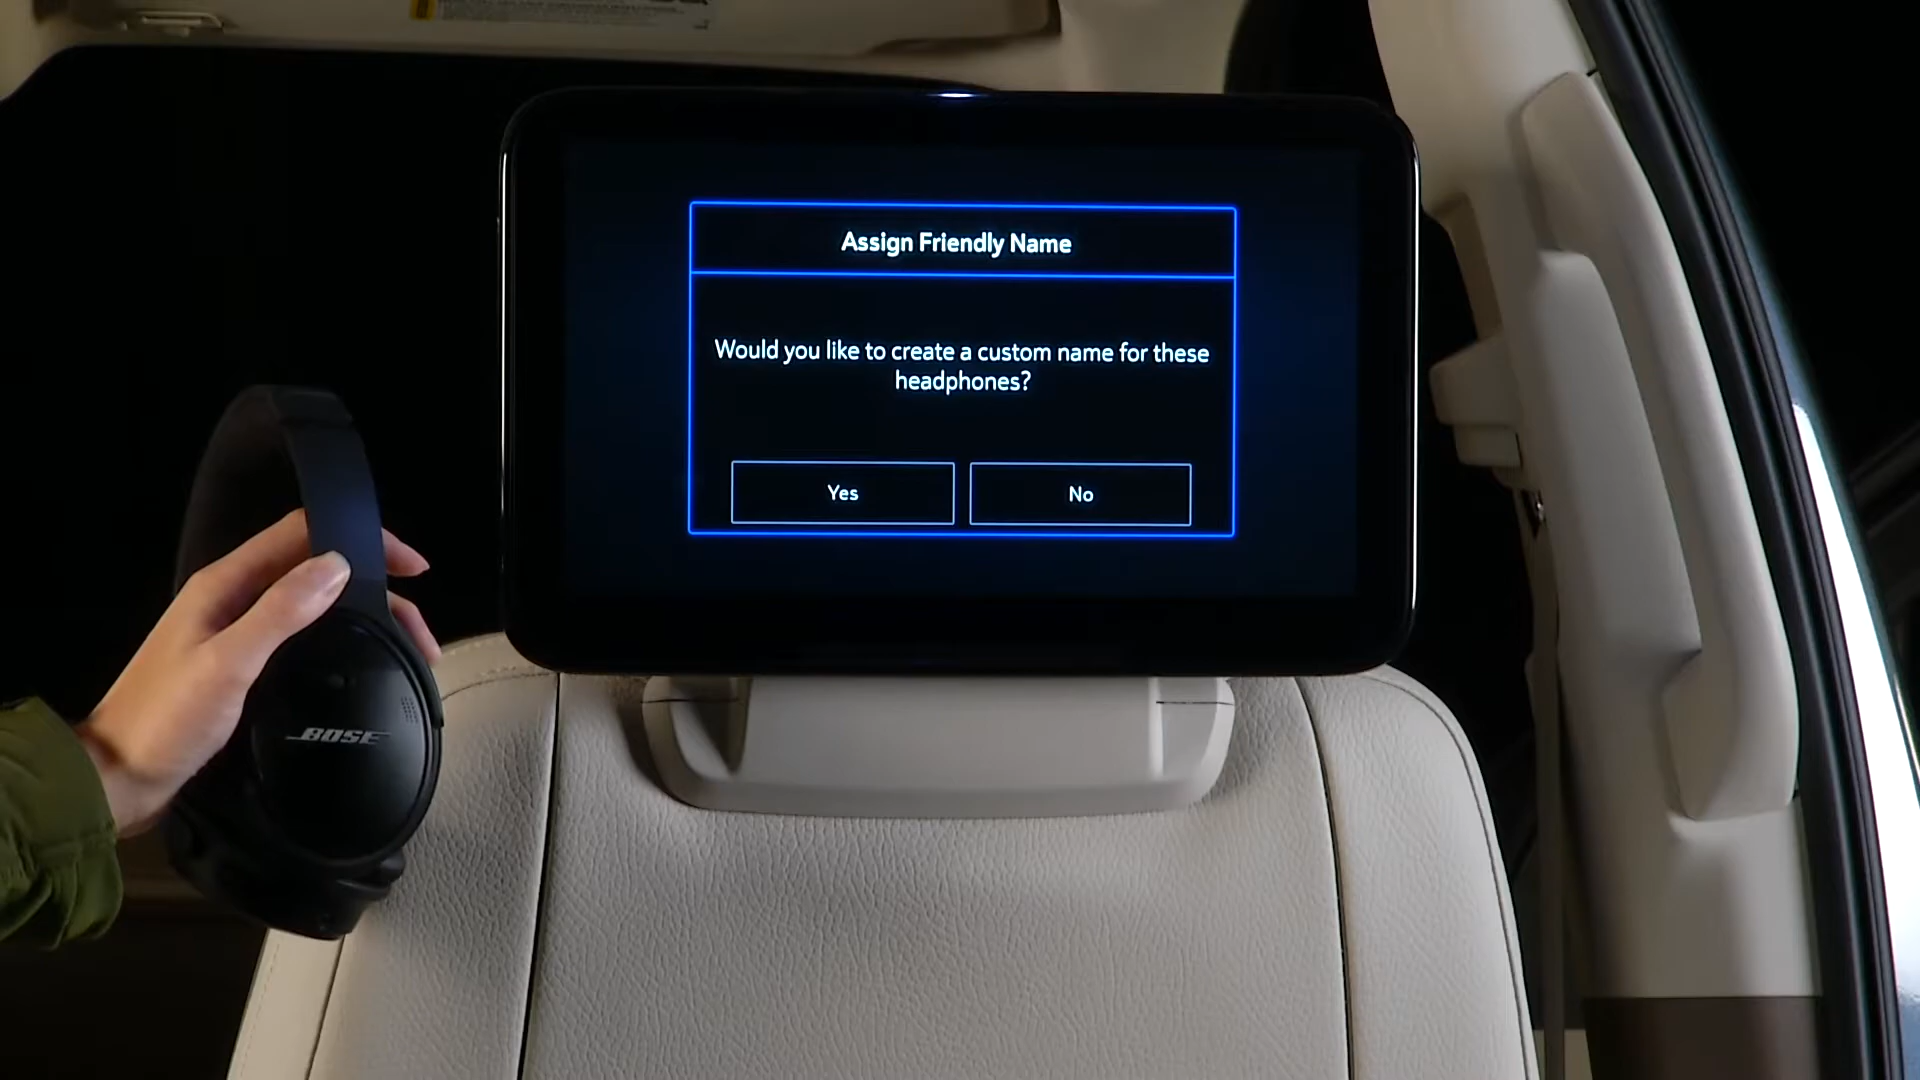 Assign Friendly Name
Would you like to create a custom name for these
headphones?
Yes
No
BOSE